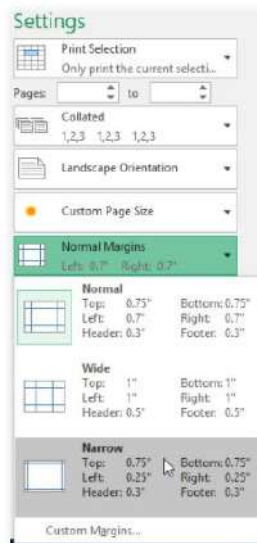 Settings
Print Selection
Only print the current selecti...
Pages: to
Collated
1,2,3 1,2,3 1,2,3
Landscape Orientation
Custom Page Size
Normal Margins
Left: 0.7" Right: 0.7"
Normal
Top: 0.75" Bottom: 0.75"
Left: 0.7" Right: 0.7"
Header: 0.3" Footer: 0.3"
Wide
Top: 1" Bottom: 1"
Left: 1" Right: 1"
Header: 0.5" Footer: 0.5"
Narrow
Top: 0.75" Bottom: 0.75"
Left: 0.25" Right: 0.25"
Header: 0.3" Footer: 0.3"
Custom Margins...